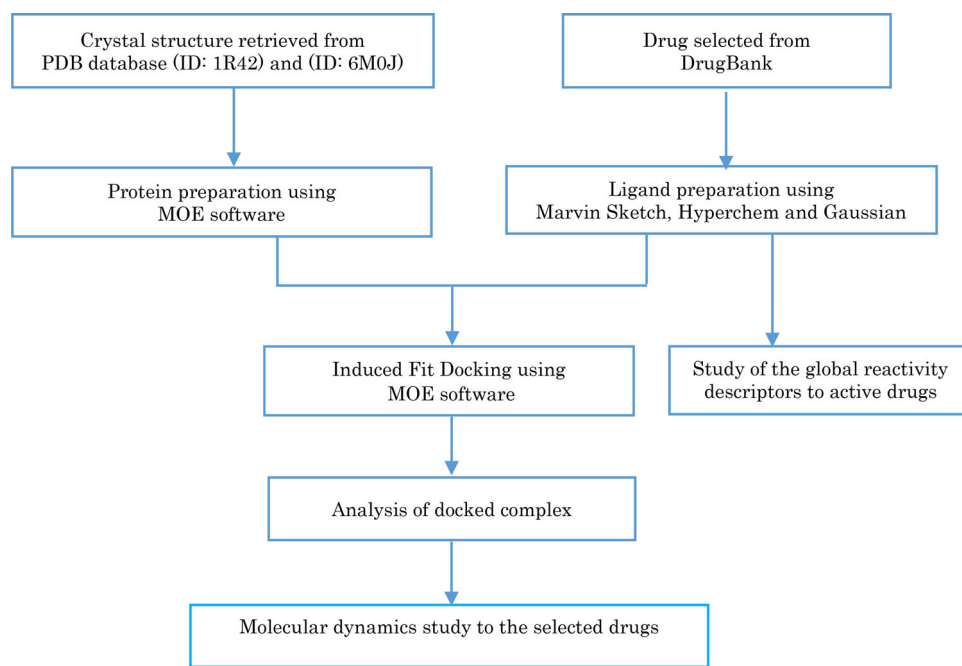 Crystal structure retrieved from
PDB database (ID: 1R42) and (ID: 6M0J)
Drug selected from
DrugBank
Protein preparation using
MOE software
Ligand preparation using
Marvin Sketch, Hyperchem and Gaussian
Induced Fit Docking using
MOE software
Study of the global reactivity
descriptors to active drugs
Analysis of docked complex
Molecular dynamics study to the selected drugs